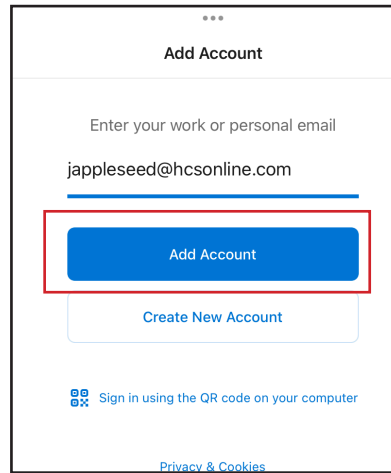 Add Account
Enter your work or personal email
jappleseed@hcsonline.com
Add Account
Create New Account
Sign in using the QR code on your computer
Privacy & Cookies